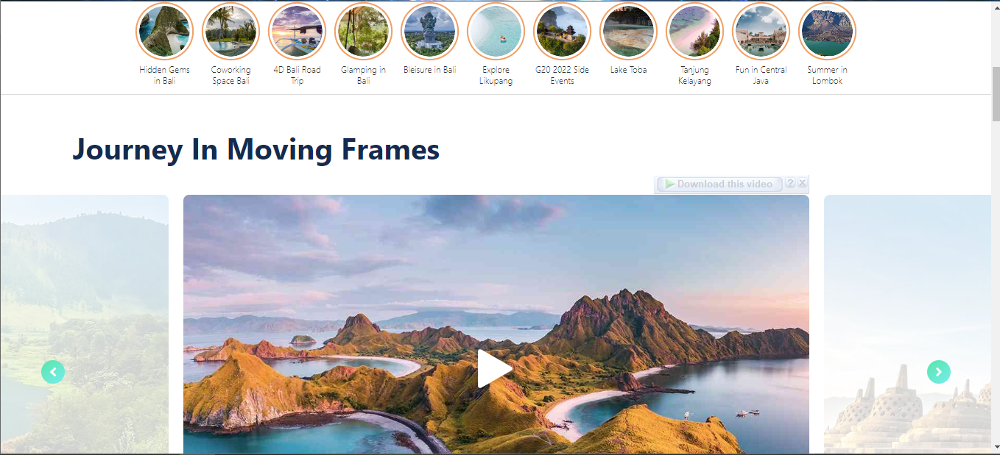 Hidden Gems
in Bali
Coworking
Space Bali
4D Bali Road
Trip
Glamping in
Bali
Bleisure in Bali
Explore
Likupang
G20 2022 Side
Events
Lake Toba
Tanjung
Kelayang
Fun in Central
Java
Summer in
Lombok
Journey In Moving Frames
Download this video
?